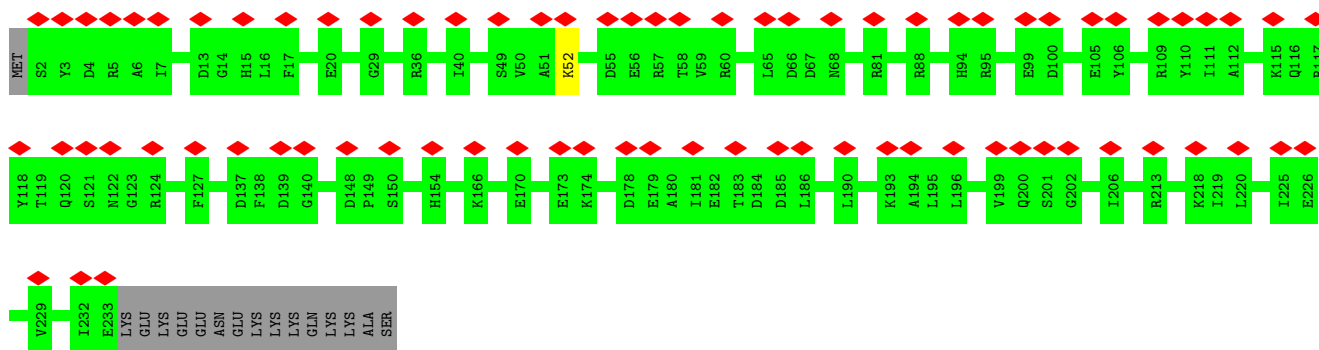 MET S2 Y3 D4 R5 A6 I7 D13 G14 H15 L16 F17 E20 G29 R36 I40 S49 V50 A51 K52 D55 E56 R57 T58 V59 R60 L65 D66 D67 N68 R81 R88 H94 R95 E99 D100 E105 Y106 R109 Y110 I111 A112 K115 Q116 R117
Y118 T119 Q120 S121 N122 G123 R124 F127 D137 F138 D139 G140 D148 P149 S150 H154 K166 E170 E173 K174 D178 E179 A180 I181 E182 T183 D184 D185 L186 L190 K193 A194 L195 L196 V199 Q200 S201 G202 I206 R213 K218 I219 L220 I225 E226
V229 I232 E233 LYS GLU LYS GLU GLU ASN GLU LYS LYS LYS GLN LYS LYS ALA SER